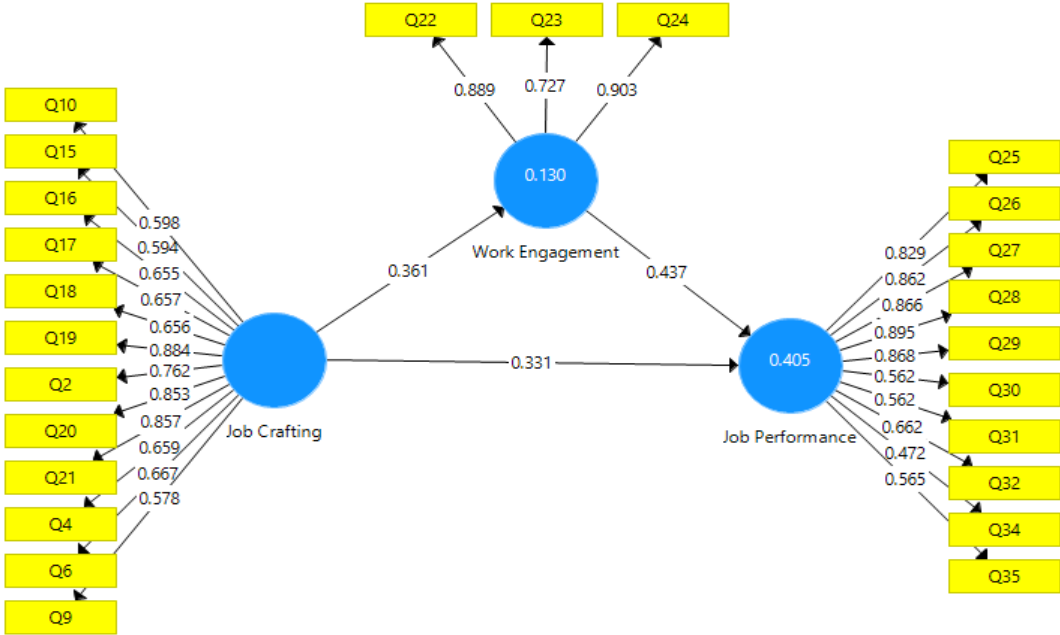 Q22
Q23
Q24
0.889
0.727
0.903
0.130
Work Engagement
Q10
Q15
Q16
Q17
Q18
Q19
Q2
Q20
Q21
Q4
Q6
Q9
0.598
0.594
0.655
0.657
0.656
0.884
0.762
0.853
0.857
0.659
0.667
0.578
Job Crafting
0.361
0.437
0.331
0.405
Job Performance
0.829
0.862
0.866
0.895
0.868
0.562
0.562
0.662
0.472
0.565
Q25
Q26
Q27
Q28
Q29
Q30
Q31
Q32
Q34
Q35